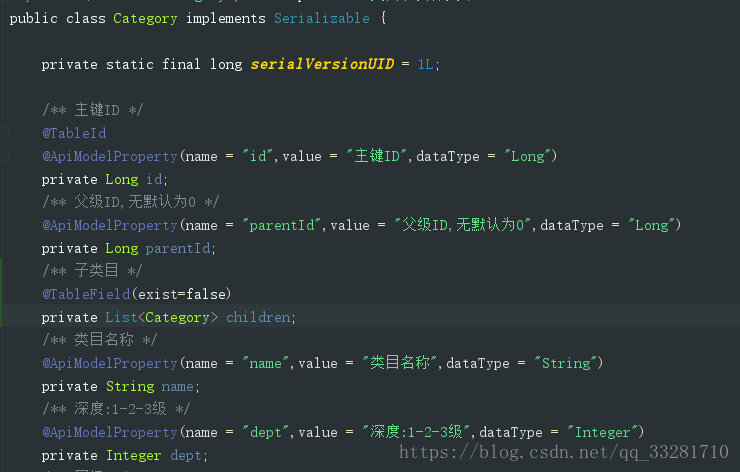 public class Category implements Serializable {
private static final long serialVersionUID = 1L;
/** 主键ID */
@TableId
@ApiModelProperty(name = "id",value = "主键ID",dataType = "Long")
private Long id;
/** 父级ID,无默认为0 */
@ApiModelProperty(name = "parentId",value = "父级ID,无默认为0",dataType = "Long")
private Long parentId;
/** 子类目 */
@TableField(exist=false)
private List<Category> children;
/** 类目名称 */
@ApiModelProperty(name = "name",value = "类目名称",dataType = "String")
private String name;
/** 深度:1-2-3级 */
@ApiModelProperty(name = "dept",value = "深度:1-2-3级",dataType = "Integer")
private Integer dept;
https://blog.csdn.net/qq_33281710